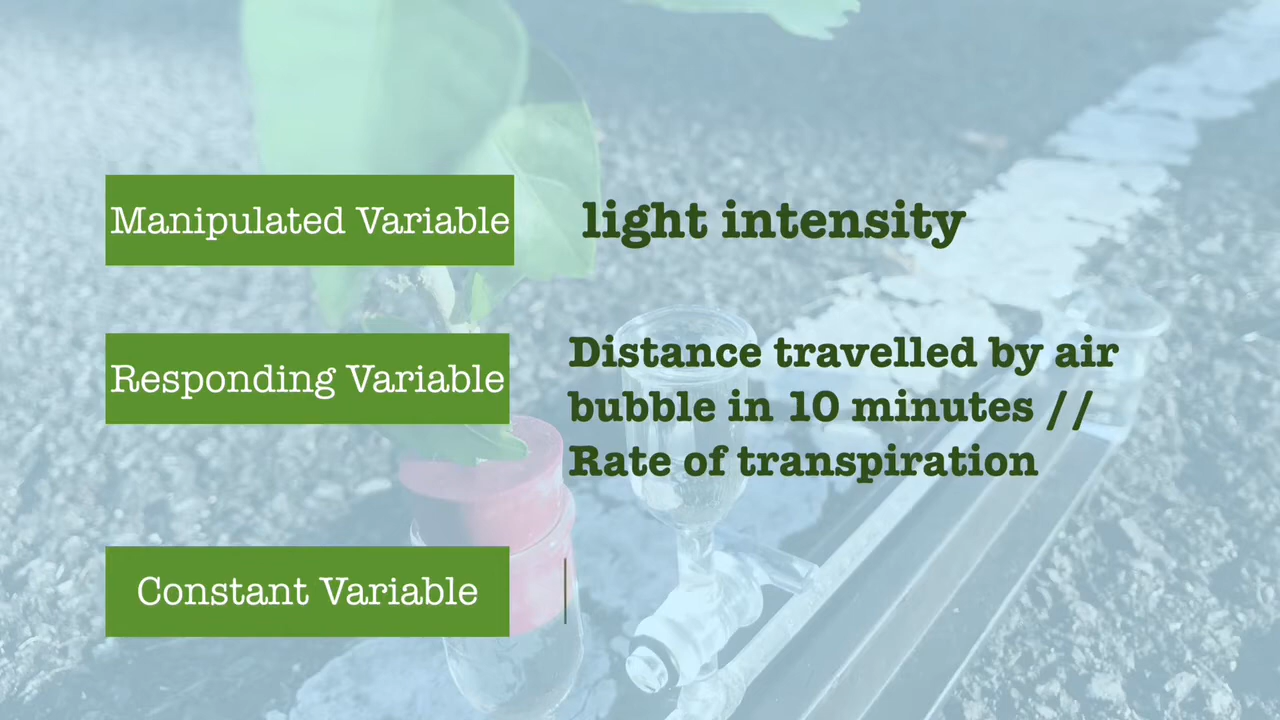 Manipulated Variable
light intensity
Responding Variable
Distance travelled by air
bubble in 10 minutes //
Rate of transpiration
Constant Variable